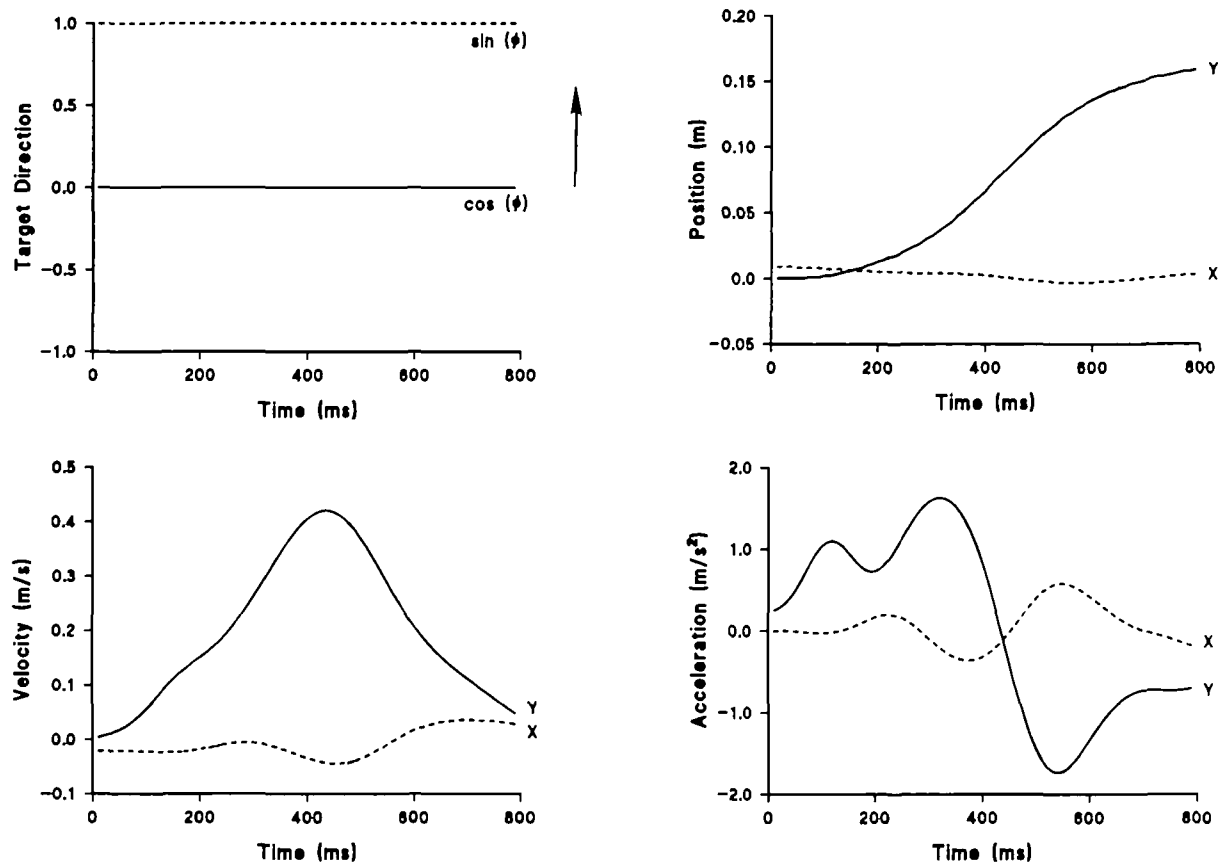 1.0
0.5
0.0
−0.5
−1.0
Target Direction
sin (ϕ)
cos (ϕ)
0 200 400 600 800
Time (ms)
0.20
0.15
0.10
0.05
0.00
−0.05
Position (m)
Y
X
0 200 400 600 800
Time (ms)
0.5
0.4
0.3
0.2
0.1
0.0
−0.1
Velocity (m/s)
Y
X
0 200 400 600 800
Time (ms)
2.0
1.0
0.0
−1.0
−2.0
Acceleration (m/s²)
X
Y
0 200 400 600 800
Time (ms)